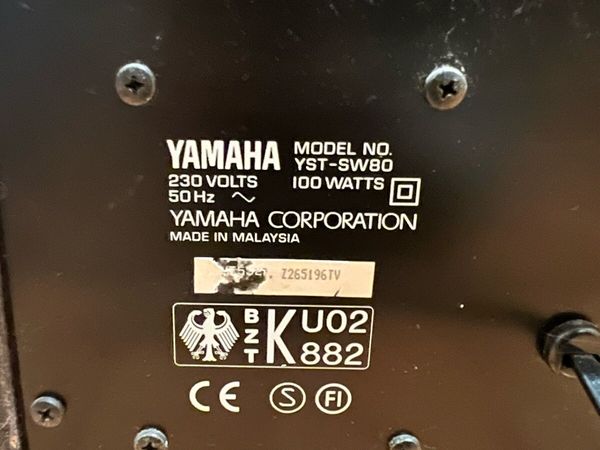 YAMAHA MODEL NO.
YST-SW80
230 VOLTS 100 WATTS
50 Hz ~
YAMAHA CORPORATION
MADE IN MALAYSIA
Z265196TV
BZT K U02
882
CE S FI